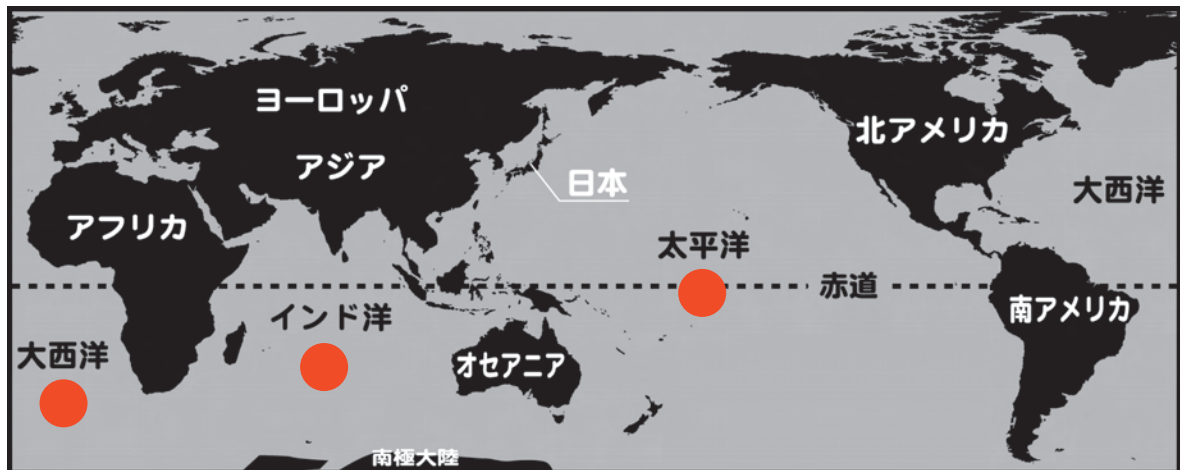 ヨーロッパ
アジア
アフリカ
日本
北アメリカ
大西洋
太平洋
赤道
インド洋
南アメリカ
大西洋
オセアニア
南極大陸